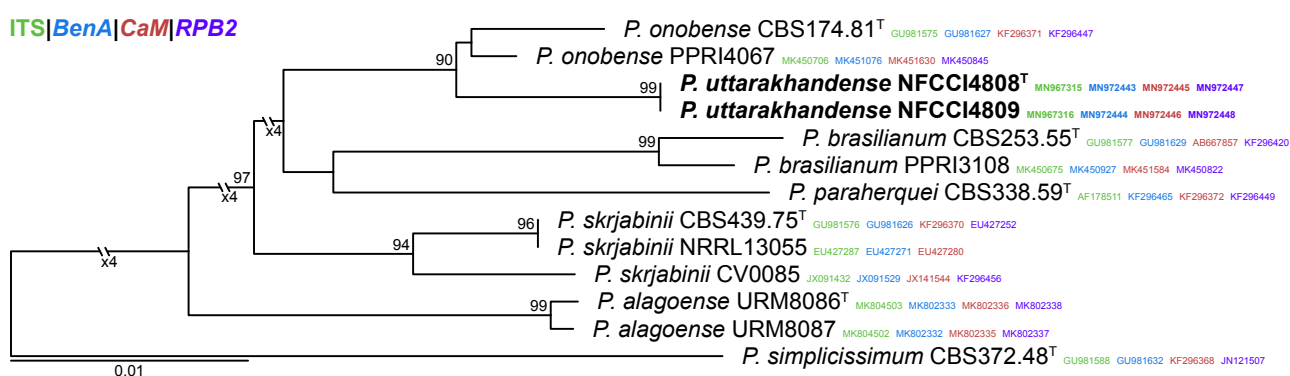 ITS|BenA|CaM|RPB2
P. onobense CBS174.81ᵀ GU981575 GU981627 KF296371 KF296447
90
P. onobense PPRI4067 MK450706 MK451076 MK451630 MK450845
99
P. uttarakhandense NFCCI4808ᵀ MN967315 MN972443 MN972445 MN972447
P. uttarakhandense NFCCI4809 MN967316 MN972444 MN972446 MN972448
x4
99
P. brasilianum CBS253.55ᵀ GU981577 GU981629 AB667857 KF296420
P. brasilianum PPRI3108 MK450675 MK450927 MK451584 MK450822
97
x4
P. paraherquei CBS338.59ᵀ AF178511 KF296465 KF296372 KF296449
96
P. skrjabinii CBS439.75ᵀ GU981576 GU981626 KF296370 EU427252
94
P. skrjabinii NRRL13055 EU427287 EU427271 EU427280
x4
P. skrjabinii CV0085 JX091432 JX091529 JX141544 KF296456
99
P. alagoense URM8086ᵀ MK804503 MK802333 MK802336 MK802338
P. alagoense URM8087 MK804502 MK802332 MK802335 MK802337
P. simplicissimum CBS372.48ᵀ GU981588 GU981632 KF296368 JN121507
0.01